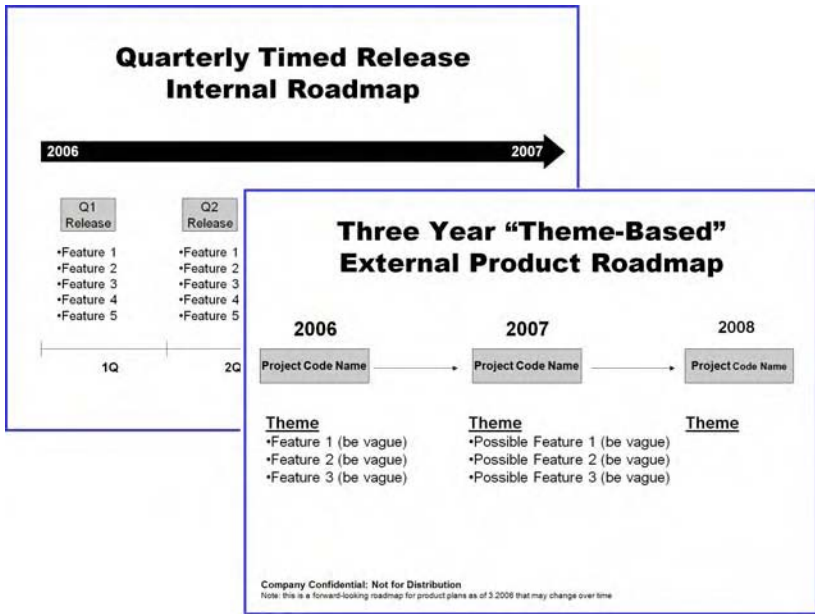 Quarterly Timed Release
Internal Roadmap
2006 2007
Q1
Release
•Feature 1
•Feature 2
•Feature 3
•Feature 4
•Feature 5
Q2
Release
•Feature 1
•Feature 2
•Feature 3
•Feature 4
•Feature 5
1Q 2Q
Three Year “Theme-Based”
External Product Roadmap
2006 2007 2008
Project Code Name Project Code Name Project Code Name
Theme
•Feature 1 (be vague)
•Feature 2 (be vague)
•Feature 3 (be vague)
Theme
•Possible Feature 1 (be vague)
•Possible Feature 2 (be vague)
•Possible Feature 3 (be vague)
Theme
Company Confidential: Not for Distribution
Note: this is a forward-looking roadmap for product plans as of 3.2006 that may change over time